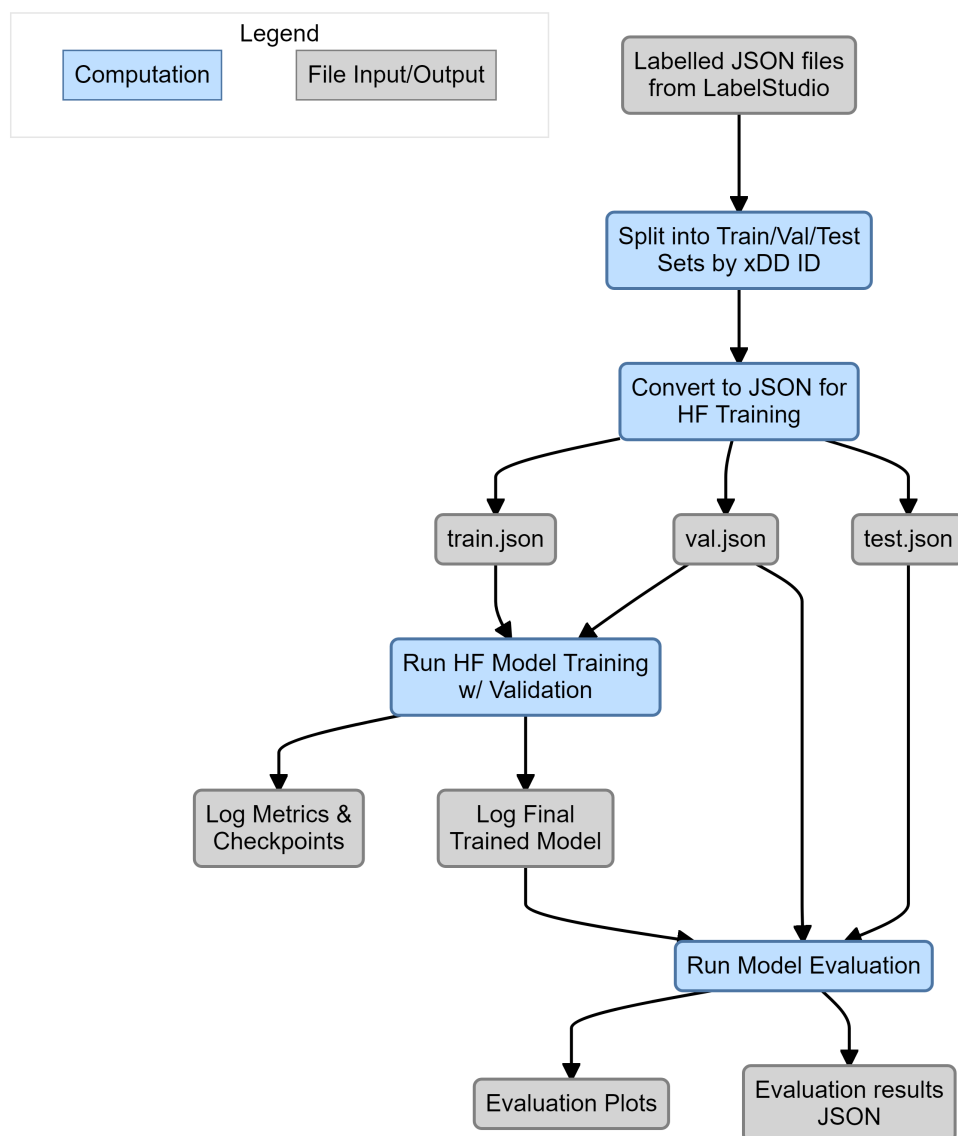 Legend
Computation
File Input/Output
Labelled JSON files
from LabelStudio
Split into Train/Val/Test
Sets by xDD ID
Convert to JSON for
HF Training
train.json
val.json
test.json
Run HF Model Training
w/ Validation
Log Metrics &
Checkpoints
Log Final
Trained Model
Run Model Evaluation
Evaluation Plots
Evaluation results
JSON